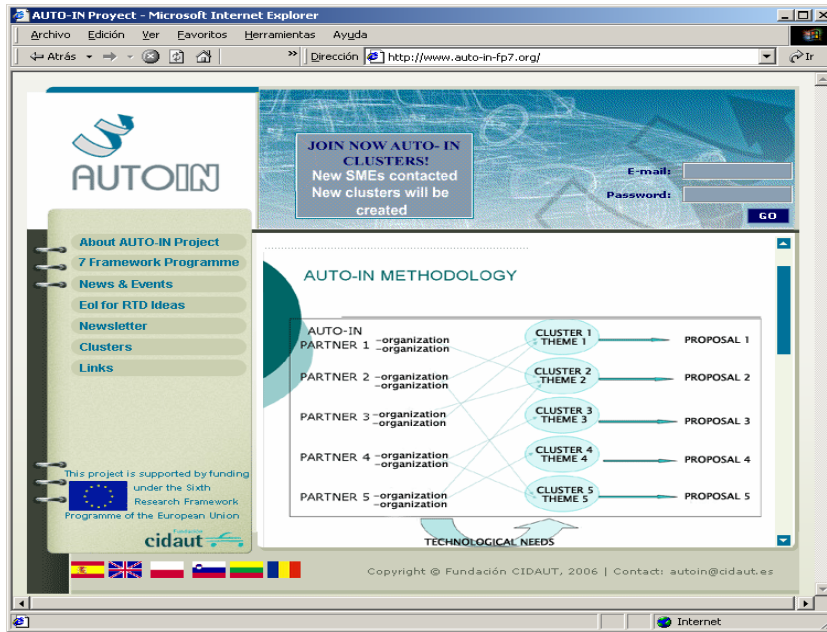 AUTO-IN Proyect - Microsoft Internet Explorer
Archivo Edición Ver Favoritos Herramientas Ayuda
Atrás » Dirección http://www.auto-in-fp7.org/ Ir
AUTOIN
JOIN NOW AUTO- IN
CLUSTERS!
New SMEs contacted
New clusters will be
created
E-mail:
Password:
GO
About AUTO-IN Project
7 Framework Programme
News & Events
EoI for RTD Ideas
Newsletter
Clusters
Links
This project is supported by funding
under the Sixth
Research Framework
Programme of the European Union
Fundación
cidaut
AUTO-IN METHODOLOGY
AUTO-IN
PARTNER 1 -organization
-organization
PARTNER 2 -organization
-organization
PARTNER 3 -organization
-organization
PARTNER 4 -organization
-organization
PARTNER 5 -organization
-organization
CLUSTER 1
THEME 1
CLUSTER 2
THEME 2
CLUSTER 3
THEME 3
CLUSTER 4
THEME 4
CLUSTER 5
THEME 5
PROPOSAL 1
PROPOSAL 2
PROPOSAL 3
PROPOSAL 4
PROPOSAL 5
TECHNOLOGICAL NEEDS
Copyright © Fundación CIDAUT, 2006 | Contact: autoin@cidaut.es
Internet